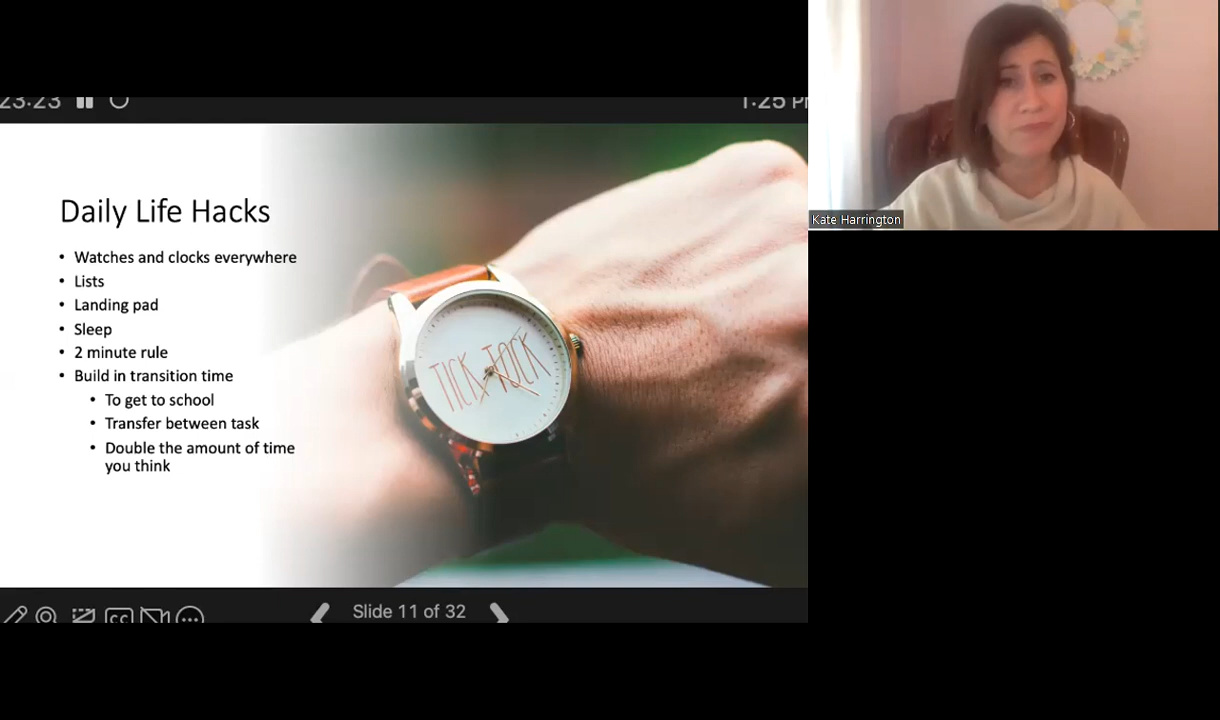 23:23
1:25 P
Kate Harrington
Daily Life Hacks
• Watches and clocks everywhere
• Lists
• Landing pad
• Sleep
• 2 minute rule
• Build in transition time
• To get to school
• Transfer between task
• Double the amount of time
you think
TICK TOCK
CC
Slide 11 of 32